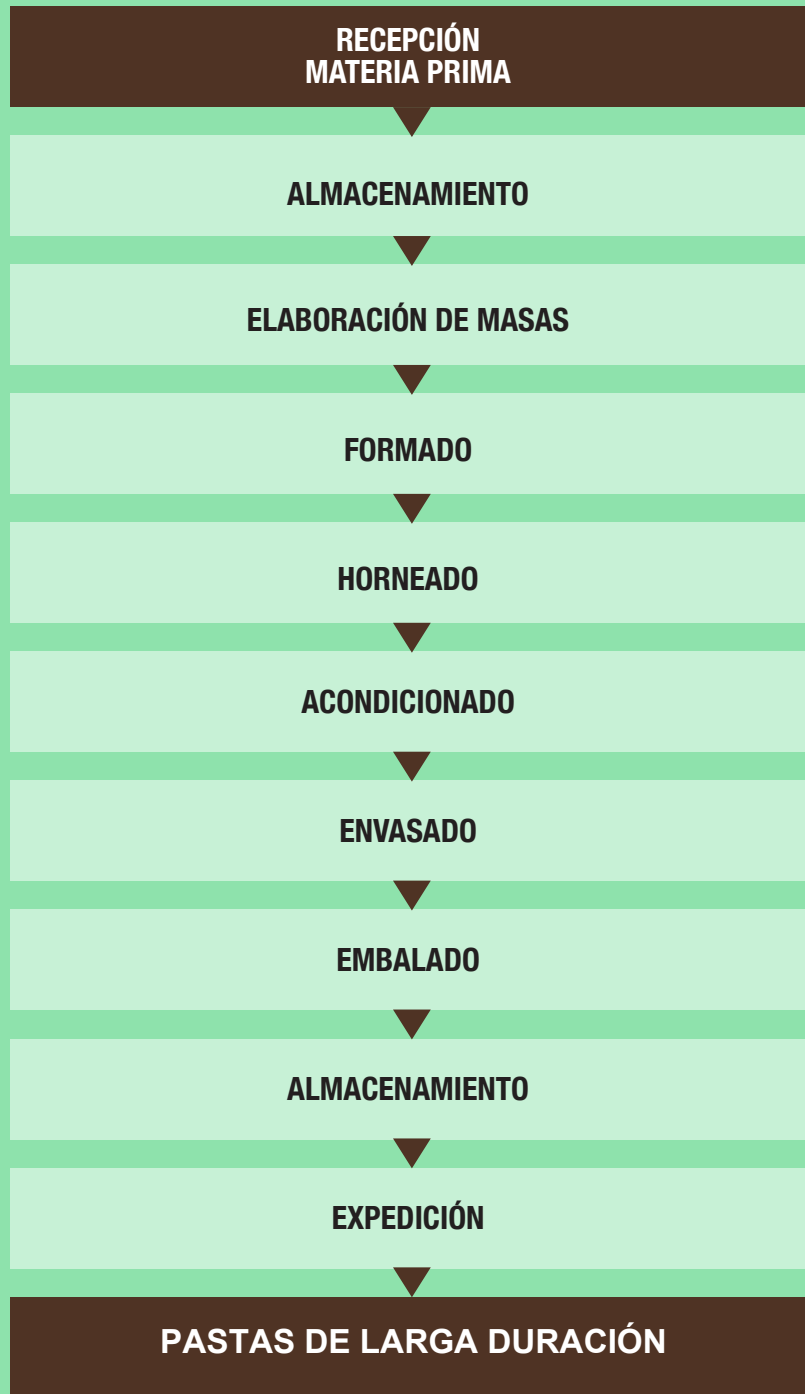 RECEPCIÓN
MATERIA PRIMA
ALMACENAMIENTO
ELABORACIÓN DE MASAS
FORMADO
HORNEADO
ACONDICIONADO
ENVASADO
EMBALADO
ALMACENAMIENTO
EXPEDICIÓN
PASTAS DE LARGA DURACIÓN